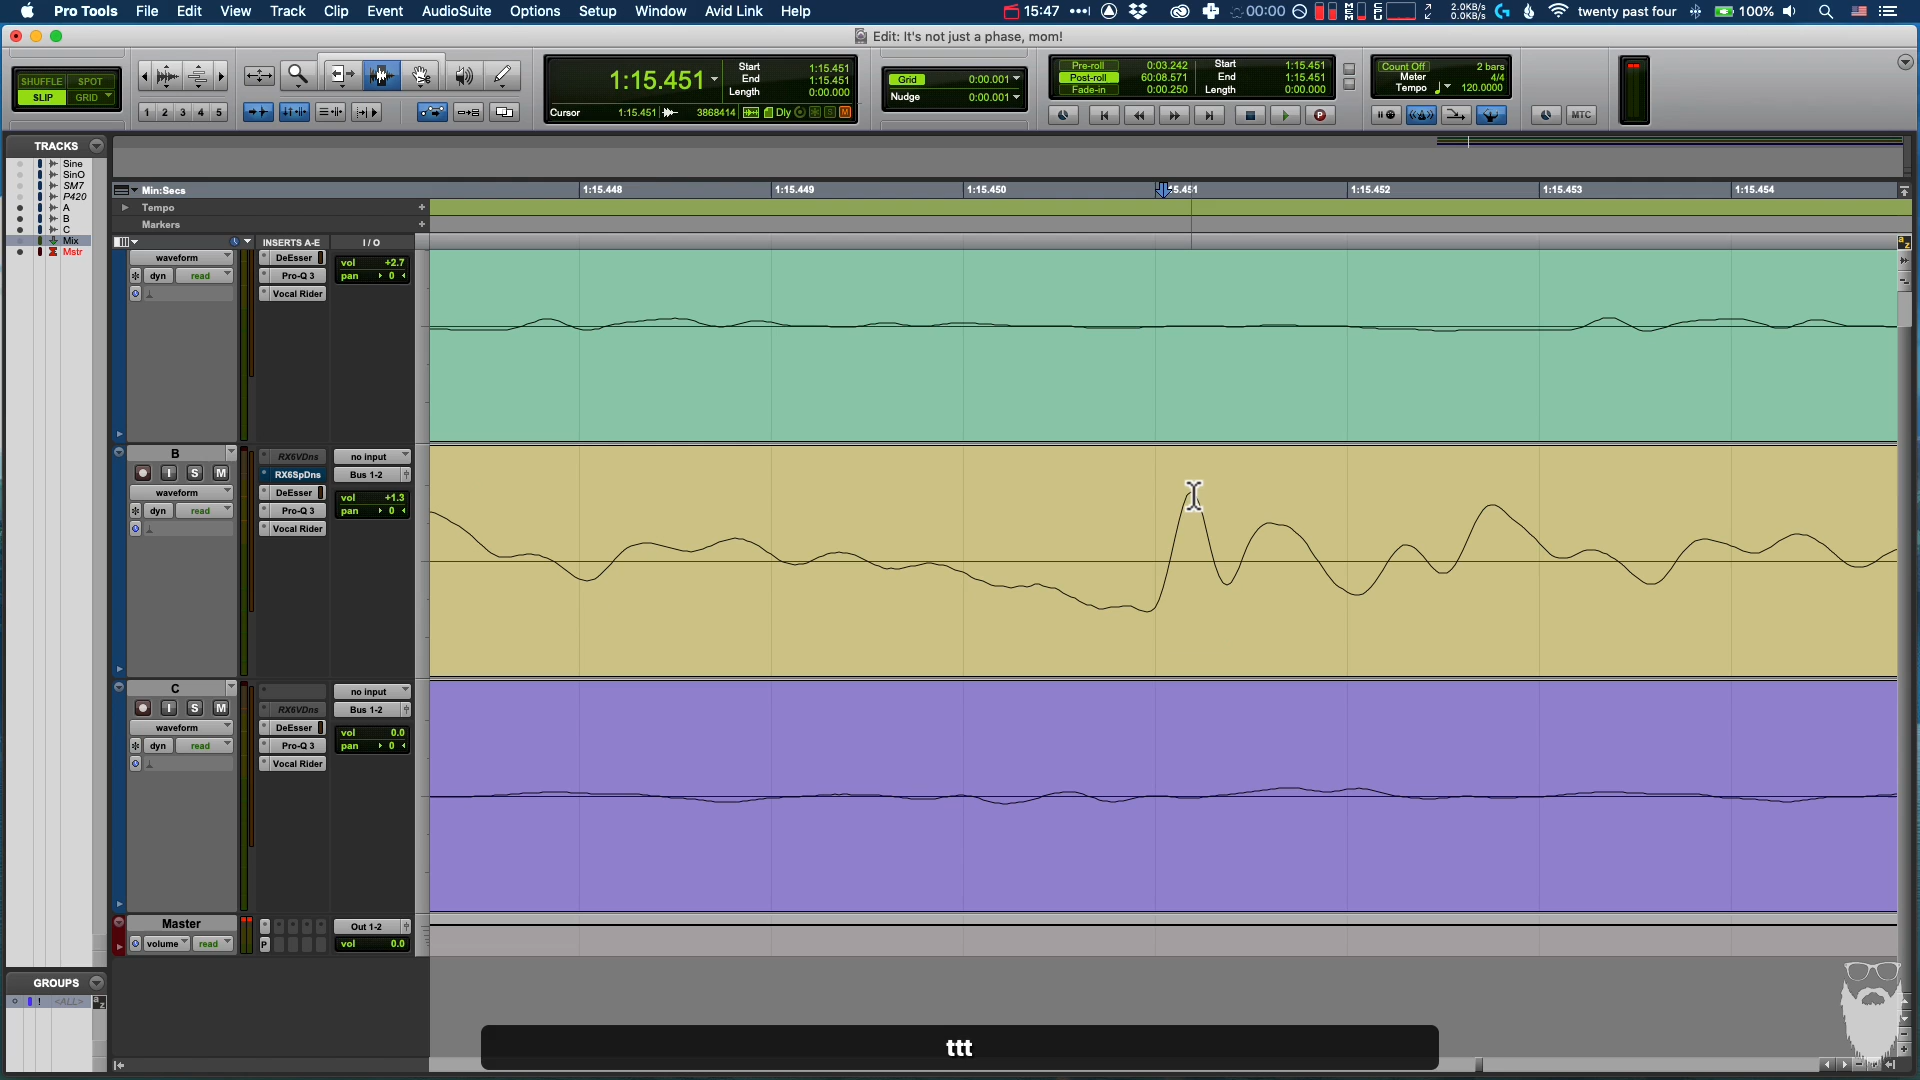 Pro Tools File Edit View Track Clip Event AudioSuite Options Setup Window Avid Link Help 15:47 00:00 2.0KB/s 0.0KB/s twenty past four 100%
Edit: It's not just a phase, mom!
SHUFFLE SPOT
SLIP GRID
1 2 3 4 5
1:15.451
Start 1:15.451
End 1:15.451
Length 0:00.000
Cursor 1:15.451 3868414 Dly
Grid 0:00.001
Nudge 0:00.001
Pre-roll 0:03.242 Start 1:15.451
Post-roll 60:08.571 End 1:15.451
Fade-in 0:00.250 Length 0:00.000
Count Off 2 bars
Meter 4/4
Tempo 120.0000
MTC
TRACKS
Sine
SinO
SM7
P420
A
B
C
Mix
Mstr
Min:Secs 1:15.448 1:15.449 1:15.450 5.451 1:15.452 1:15.453 1:15.454
Tempo
Markers
INSERTS A-E I / O
waveform DeEsser vol +2.7
dyn read Pro-Q 3 pan 0
Vocal Rider
B RX6VDns no input
I S M RX6SpDns Bus 1-2
waveform DeEsser vol +1.3
dyn read Pro-Q 3 pan 0
Vocal Rider
C no input
I S M RX6VDns Bus 1-2
waveform DeEsser vol 0.0
dyn read Pro-Q 3 pan 0
Vocal Rider
Master Out 1-2
volume read P vol 0.0
GROUPS
! <ALL> a z
ttt